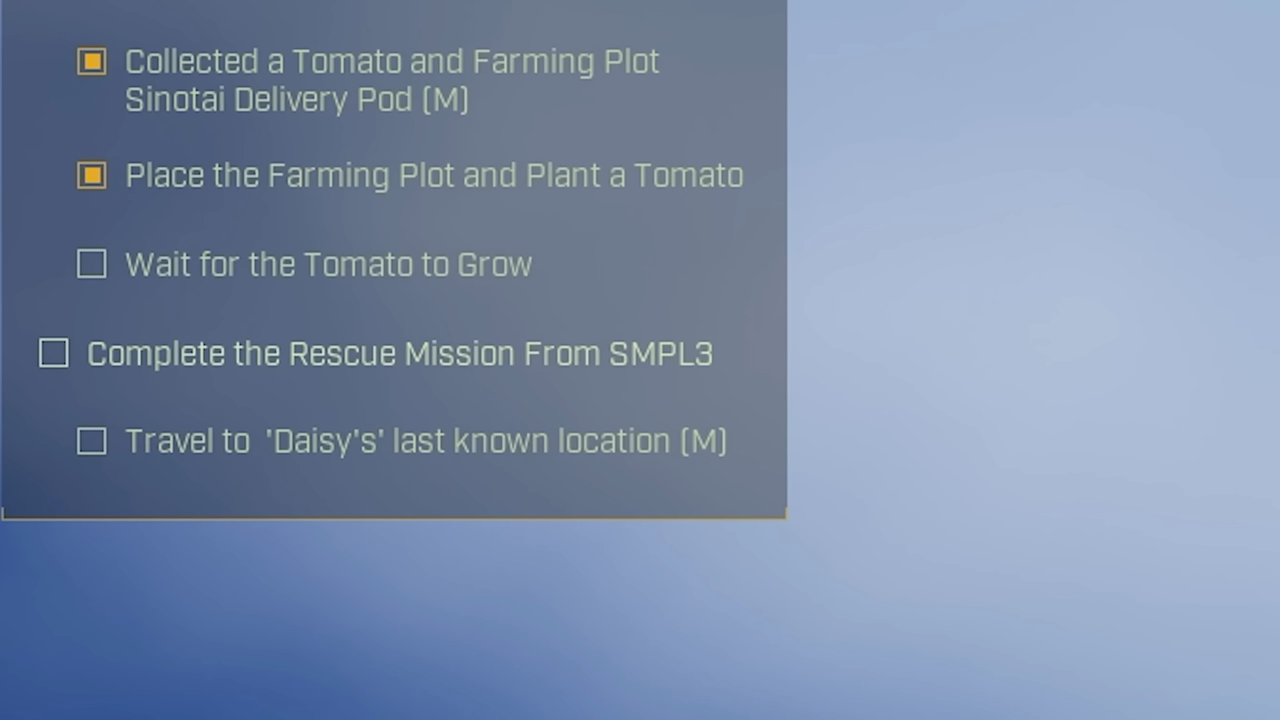 Collected a Tomato and Farming Plot
Sinotai Delivery Pod (M)
Place the Farming Plot and Plant a Tomato
Wait for the Tomato to Grow
Complete the Rescue Mission From SMPL3
Travel to  'Daisy's' last known location (M)